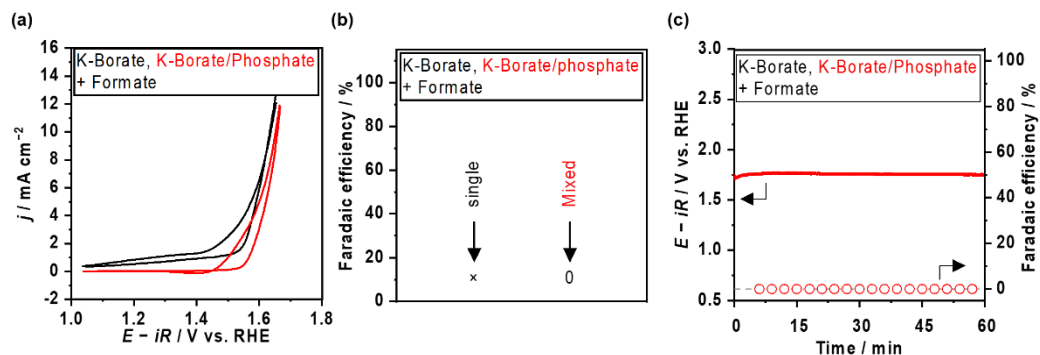 (a)
16
14
12
10
8
6
4
2
0
j / mA cm⁻²
K-Borate, K-Borate/Phosphate
+ Formate
1.0 1.2 1.4 1.6 1.8
E − iR / V vs. RHE
(b)
100
80
60
40
20
0
Faradaic efficiency / %
K-Borate, K-Borate/phosphate
+ Formate
single
Mixed
× 0
(c)
3.0
2.5
2.0
1.5
1.0
0.5
E − iR / V vs. RHE
K-Borate, K-Borate/Phosphate
+ Formate
100
80
60
40
20
0
Faradaic efficiency / %
0 15 30 45 60
Time / min